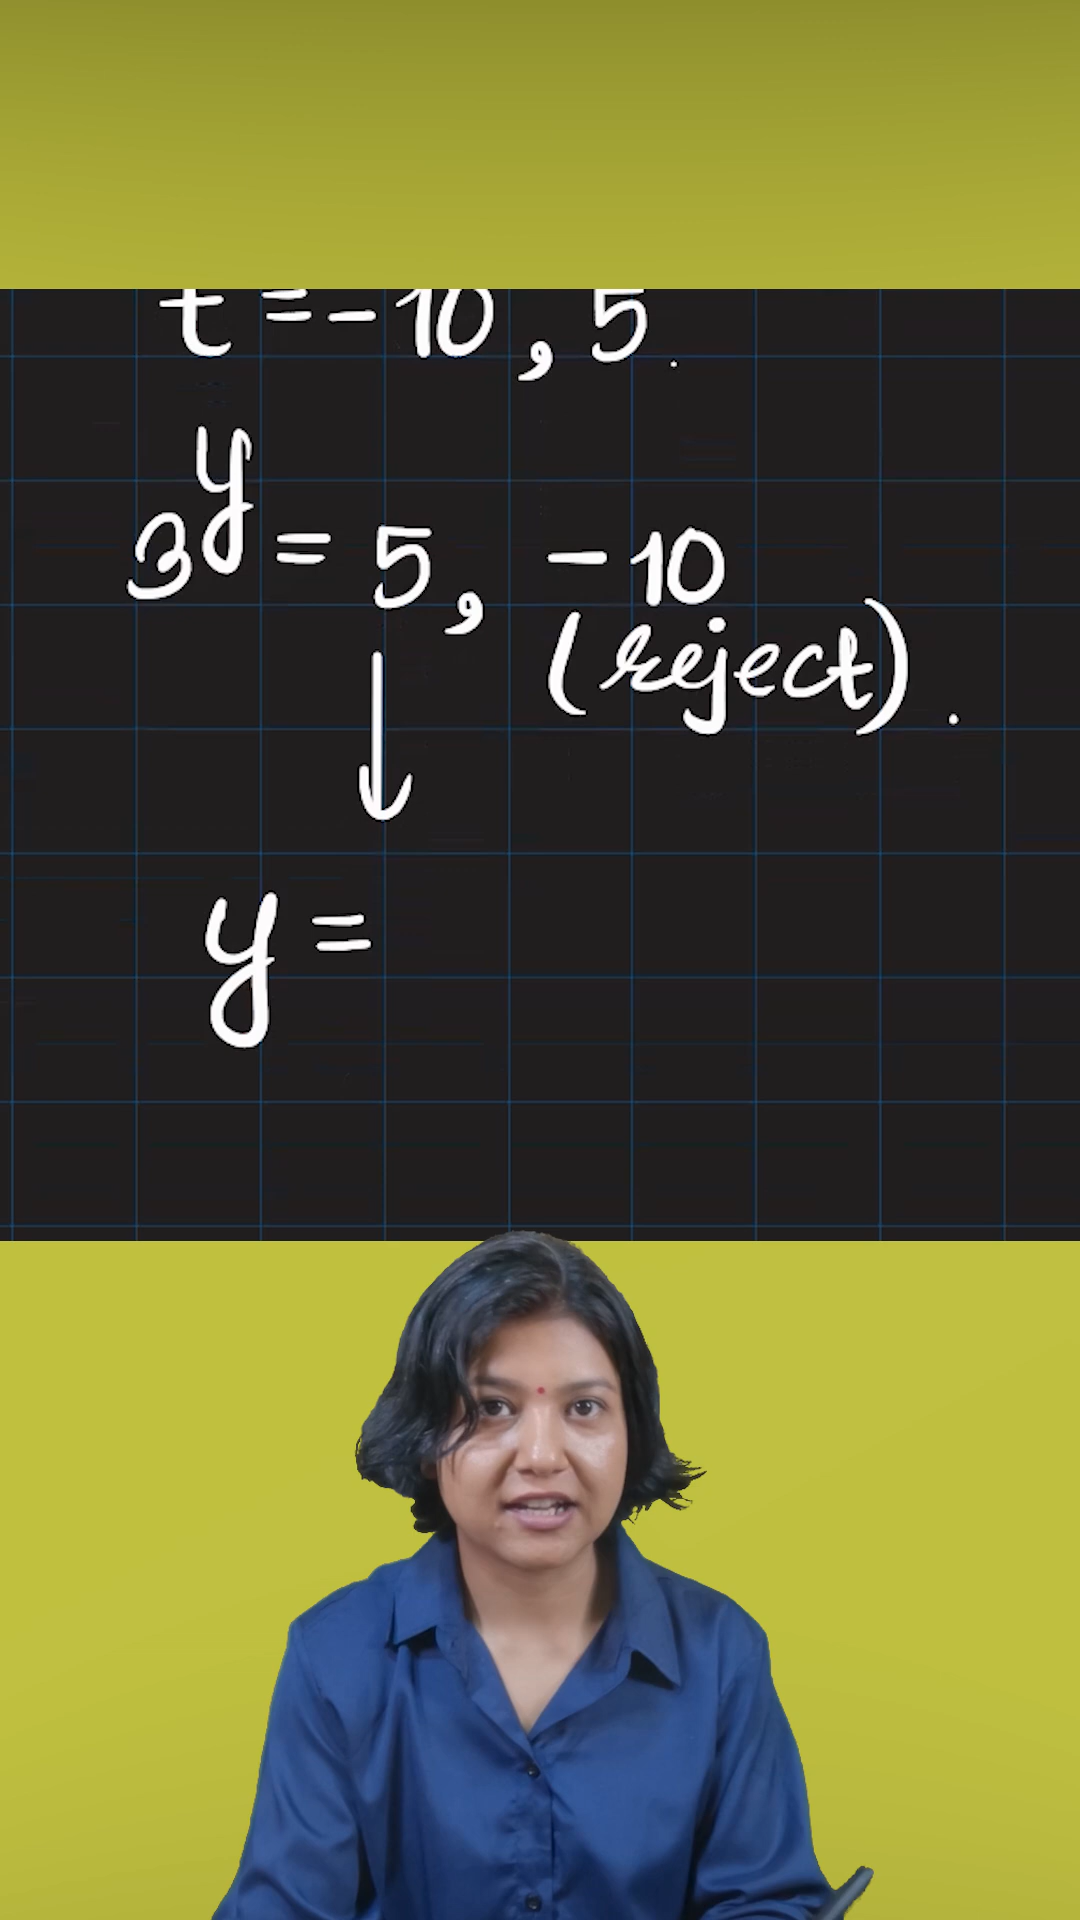 t = -10, 5.
3^y = 5, -10
(reject).
y =